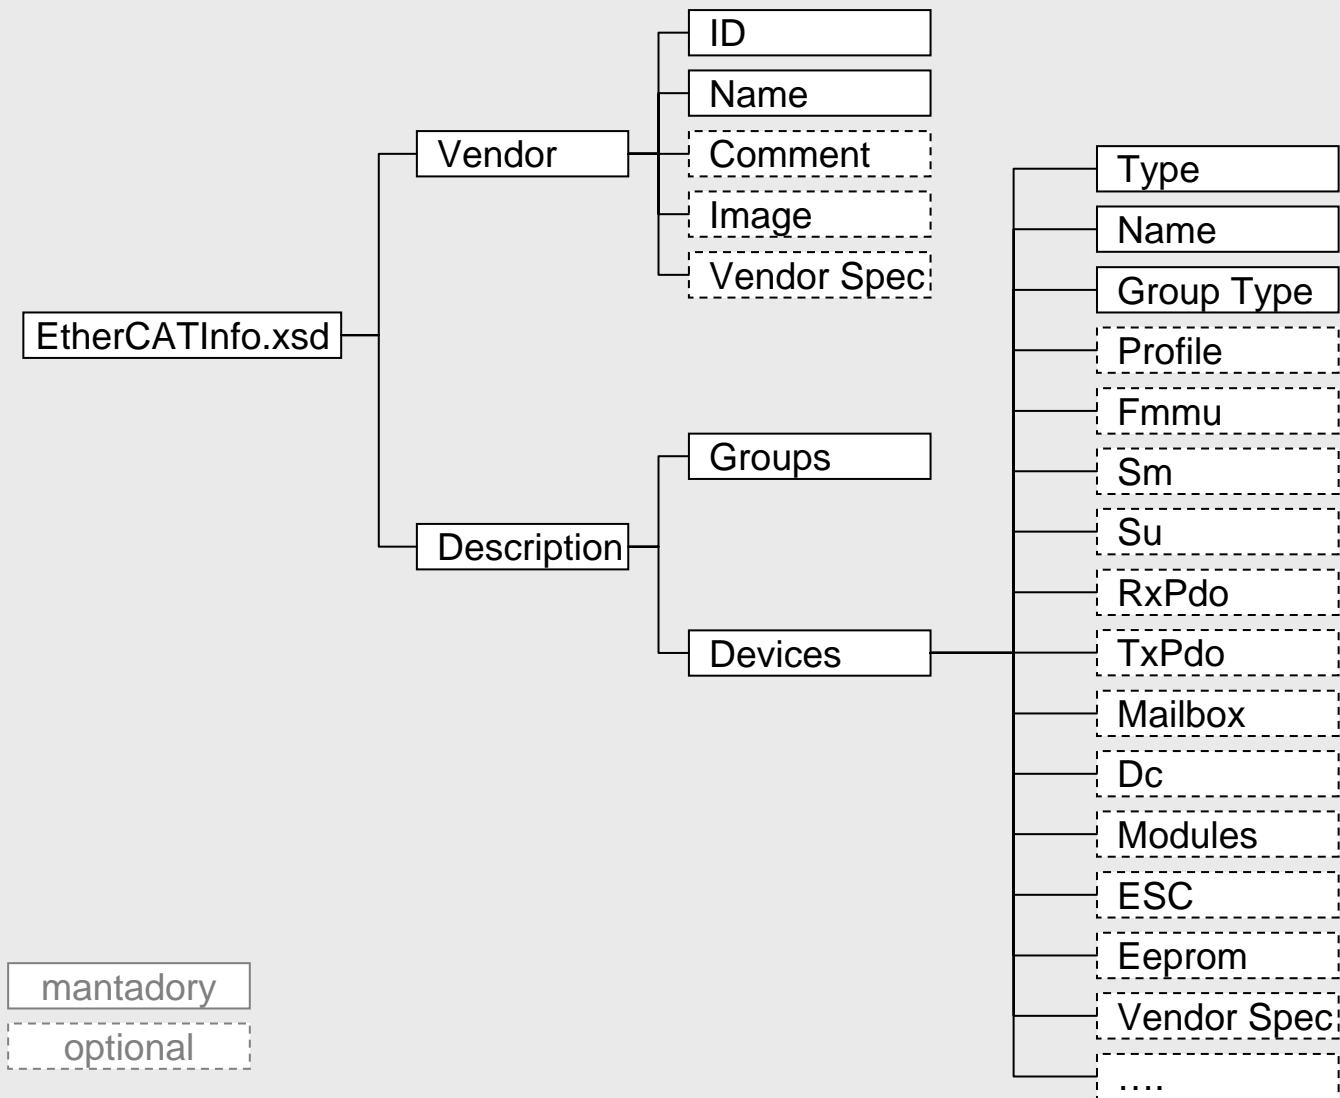 EtherCATInfo.xsd
Vendor
ID
Name
Comment
Image
Vendor Spec
Description
Groups
Devices
Type
Name
Group Type
Profile
Fmmu
Sm
Su
RxPdo
TxPdo
Mailbox
Dc
Modules
ESC
Eeprom
Vendor Spec
....
mantadory
optional